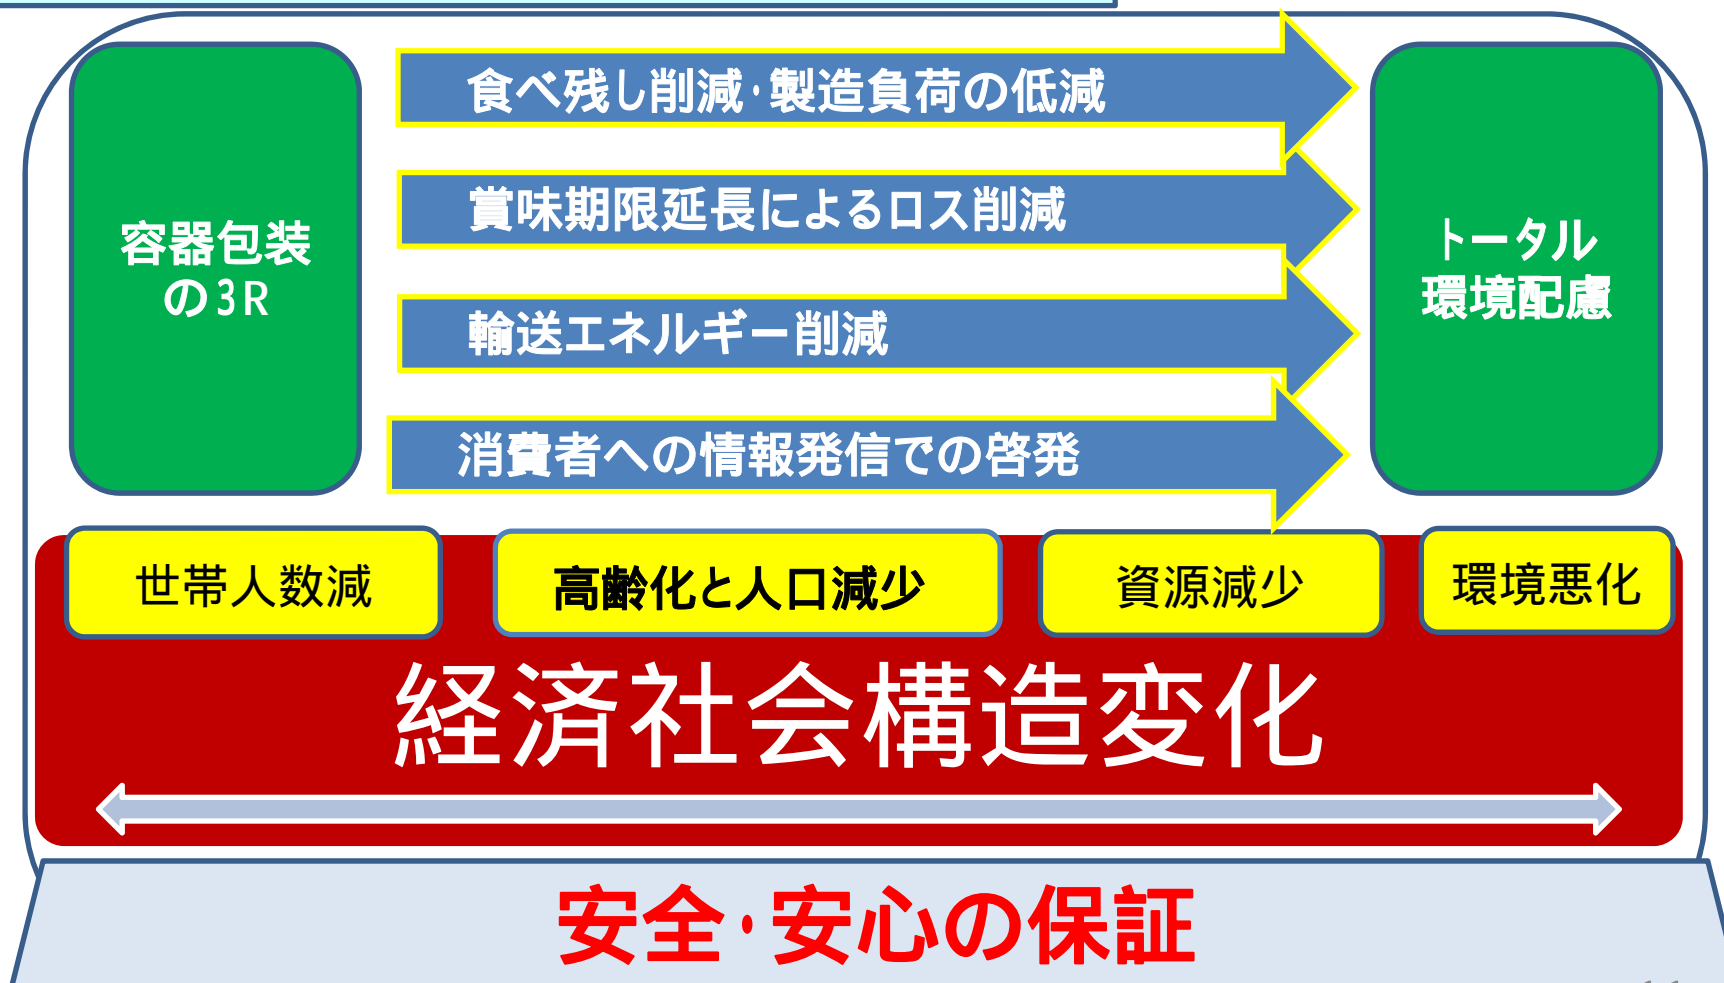 食べ残し削減・製造負荷の低減
賞味期限延長によるロス削減
輸送エネルギー削減
消費者への情報発信での啓発
容器包装
の3R
トータル
環境配慮
世帯人数減
高齢化と人口減少
資源減少
環境悪化
経済社会構造変化
安全・安心の保証